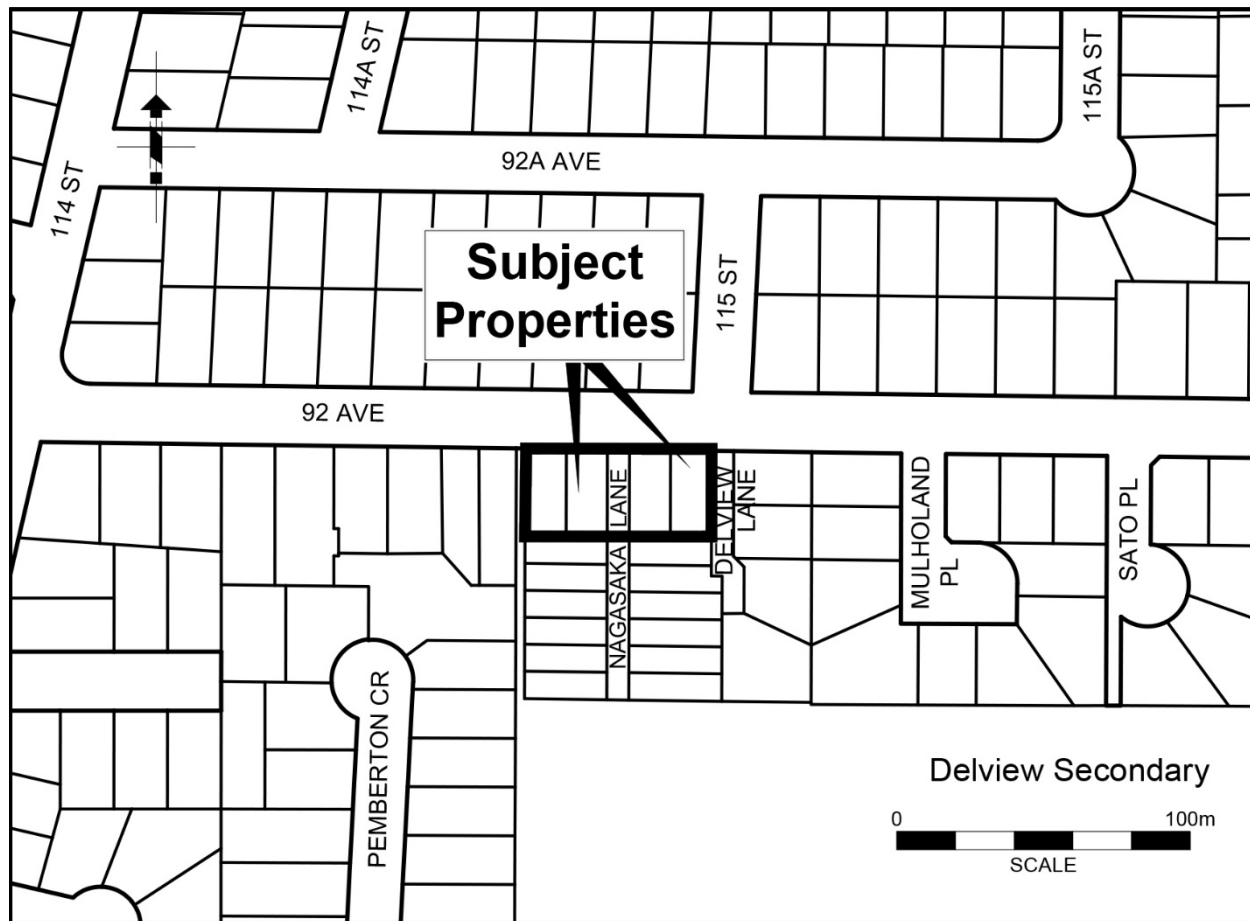 114A ST
115A ST
92A AVE
114 ST
Subject
Properties
115 ST
92 AVE
NAGASAKA LANE
DELVIEW
LANE
MULHOLAND
PL
SATO PL
PEMBERTON CR
Delview Secondary
0 100m
SCALE